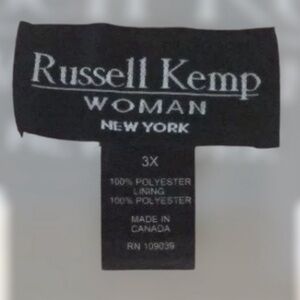 Russell Kemp
WOMAN
NEW YORK
3X
100% POLYESTER
LINING
100% POLYESTER
MADE IN
CANADA
RN 109039